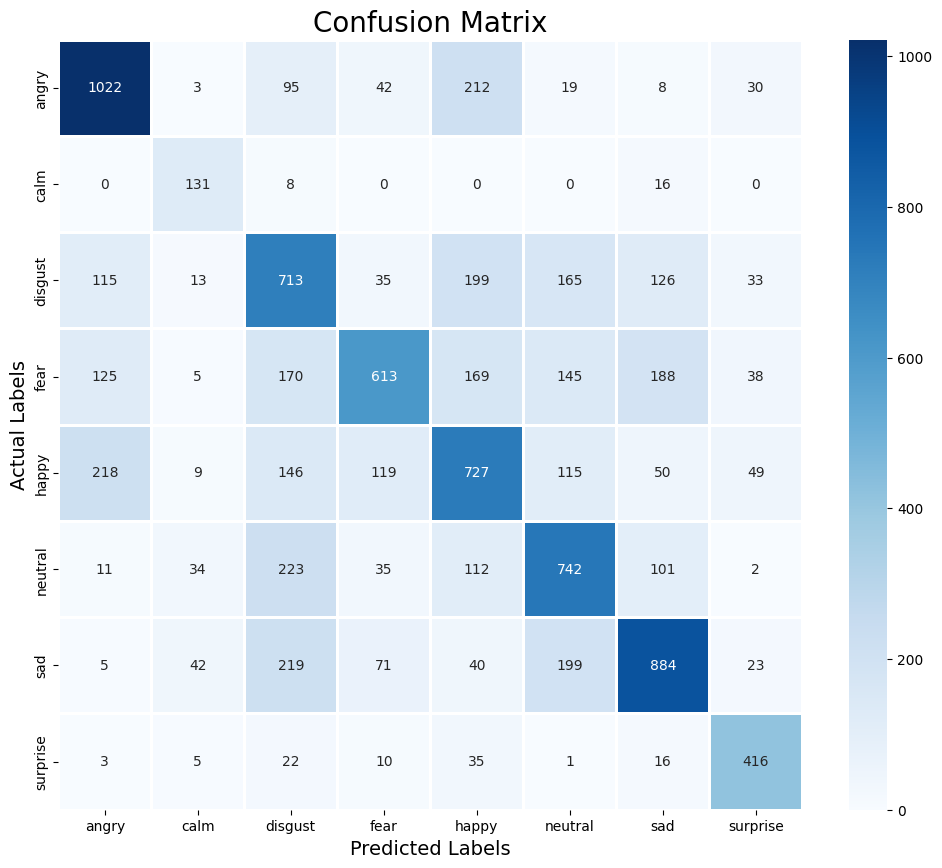 Confusion Matrix
Actual Labels
angry 1022 3 95 42 212 19 8 30
calm 0 131 8 0 0 0 16 0
disgust 115 13 713 35 199 165 126 33
fear 125 5 170 613 169 145 188 38
happy 218 9 146 119 727 115 50 49
neutral 11 34 223 35 112 742 101 2
sad 5 42 219 71 40 199 884 23
surprise 3 5 22 10 35 1 16 416
angry calm disgust fear happy neutral sad surprise
Predicted Labels
1000
800
600
400
200
0